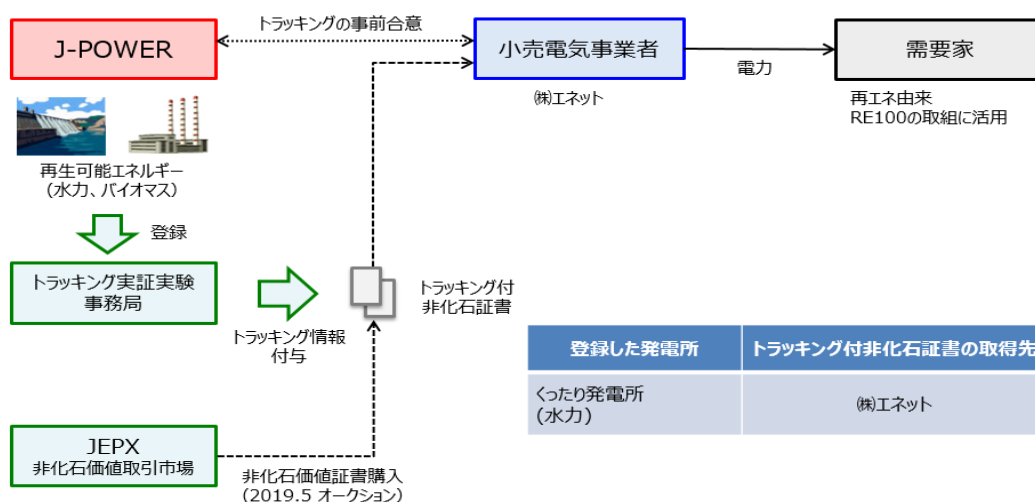 トラッキングの事前合意
J-POWER
小売電気事業者
電力
需要家
㈱エネット
再エネ由来
RE100の取組に活用
再生可能エネルギー
(水力、バイオマス)
登録
トラッキング実証実験
事務局
トラッキング情報
付与
トラッキング付
非化石証書
登録した発電所
トラッキング付非化石証書の取得先
くったり発電所
(水力)
㈱エネット
JEPX
非化石価値取引市場
非化石価値証書購入
(2019.5 オークション)